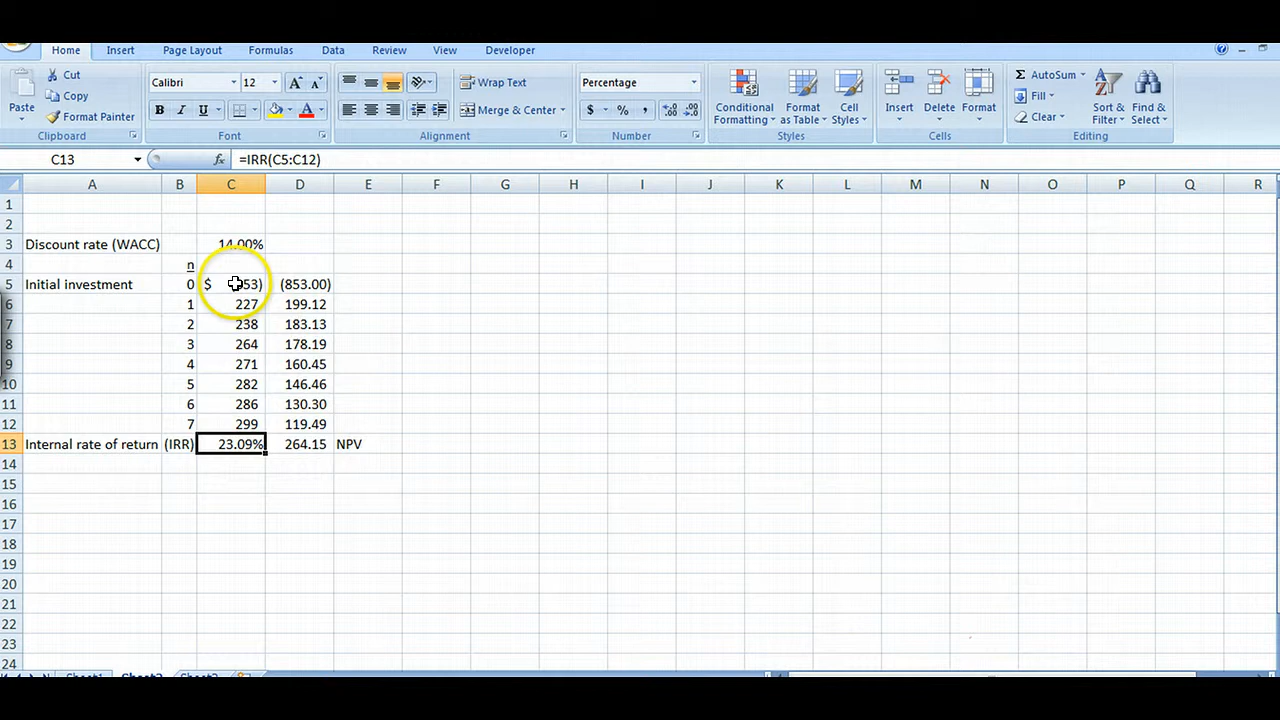 Home Insert Page Layout Formulas Data Review View Developer
Cut Calibri 12 A A Wrap Text Percentage AutoSum
Paste Copy Conditional Formatting Format as Table Cell Styles Insert Delete Format Fill Sort & Filter Find & Select
Format Painter B I U A Merge & Center $ % , .0 .00 .00 .0 Clear
Clipboard Font Alignment Number Styles Cells Editing
C13 fx =IRR(C5:C12)
A B C D E F G H I J K L M N O P Q R
1
2
3 Discount rate (WACC) 14.00%
4 n
5 Initial investment 0 $ 53) (853.00)
6 1 227 199.12
7 2 238 183.13
8 3 264 178.19
9 4 271 160.45
10 5 282 146.46
11 6 286 130.30
12 7 299 119.49
13 Internal rate of return (IRR) 23.09% 264.15 NPV
14
15
16
17
18
19
20
21
22
23
24